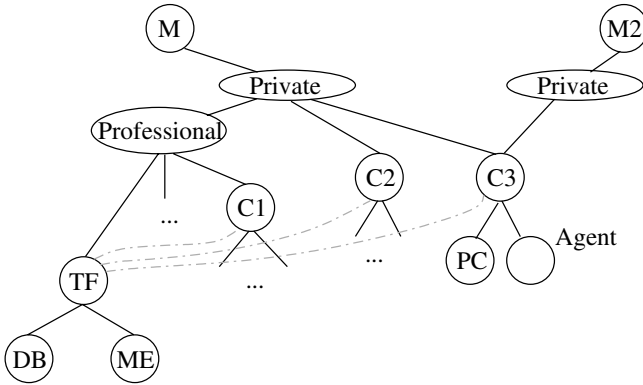 M
M2
Private
Private
Professional
C2
C3
C1
...
Agent
...
PC
TF
...
DB
ME